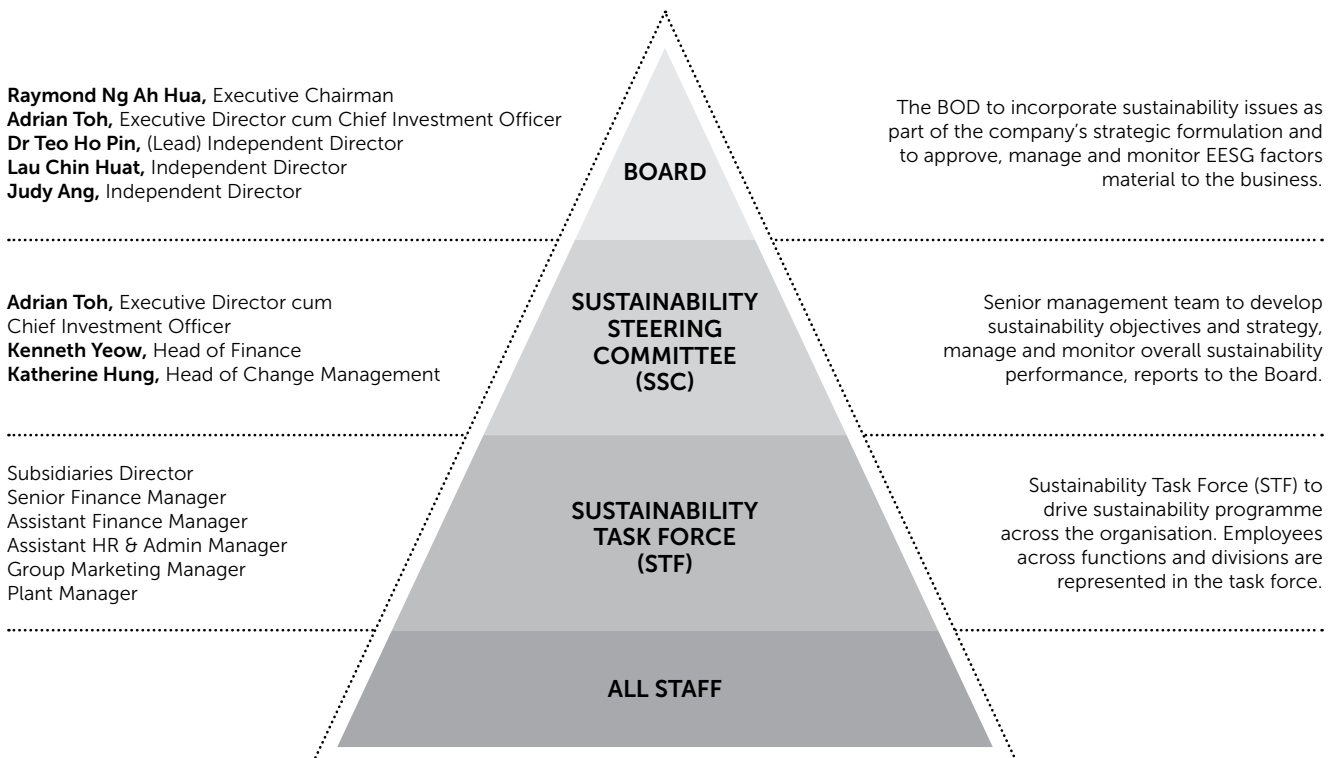 Raymond Ng Ah Hua, Executive Chairman
Adrian Toh, Executive Director cum Chief Investment Officer
Dr Teo Ho Pin, (Lead) Independent Director
Lau Chin Huat, Independent Director
Judy Ang, Independent Director
BOARD
The BOD to incorporate sustainability issues as
part of the company's strategic formulation and
to approve, manage and monitor EESG factors
material to the business.
Adrian Toh, Executive Director cum
Chief Investment Officer
Kenneth Yeow, Head of Finance
Katherine Hung, Head of Change Management
SUSTAINABILITY
STEERING
COMMITTEE
(SSC)
Senior management team to develop
sustainability objectives and strategy,
manage and monitor overall sustainability
performance, reports to the Board.
Subsidiaries Director
Senior Finance Manager
Assistant Finance Manager
Assistant HR & Admin Manager
Group Marketing Manager
Plant Manager
SUSTAINABILITY
TASK FORCE
(STF)
Sustainability Task Force (STF) to
drive sustainability programme
across the organisation. Employees
across functions and divisions are
represented in the task force.
ALL STAFF